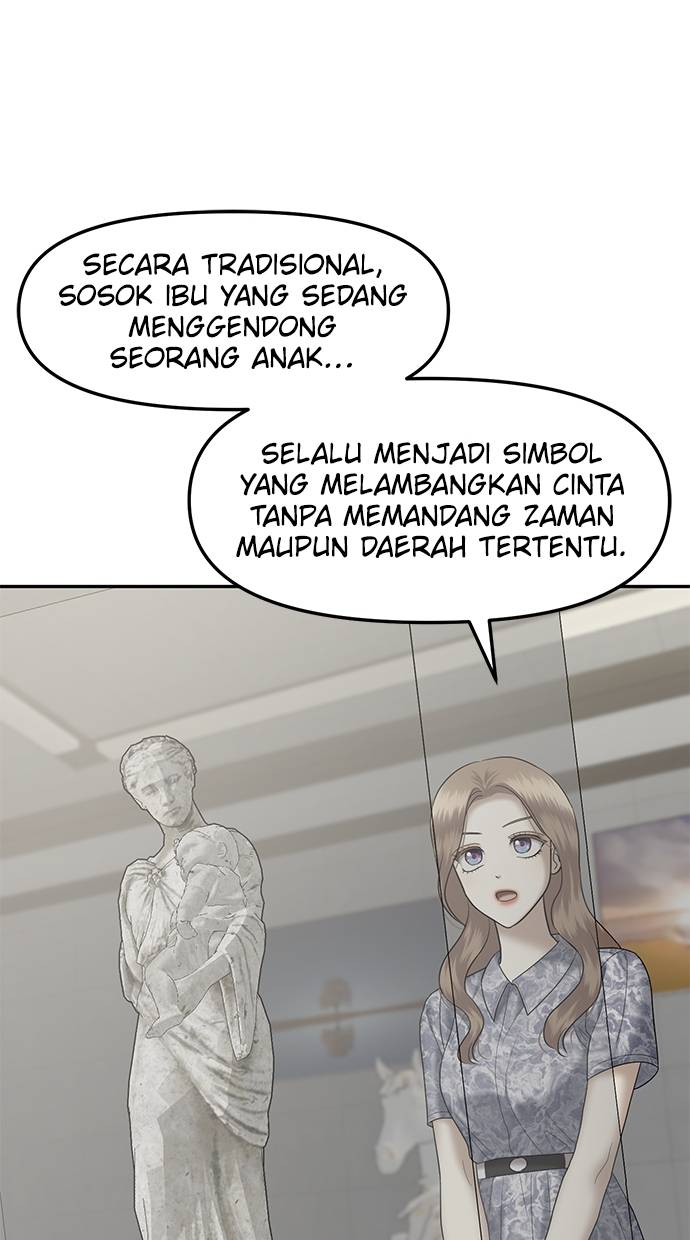 SECARA TRADISIONAL,
SOSOK IBU YANG SEDANG
MENGGENDONG
SEORANG ANAK...
SELALU MENJADI SIMBOL
YANG MELAMBANGKAN CINTA
TANPA MEMANDANG ZAMAN
MAUPUN DAERAH TERTENTU.